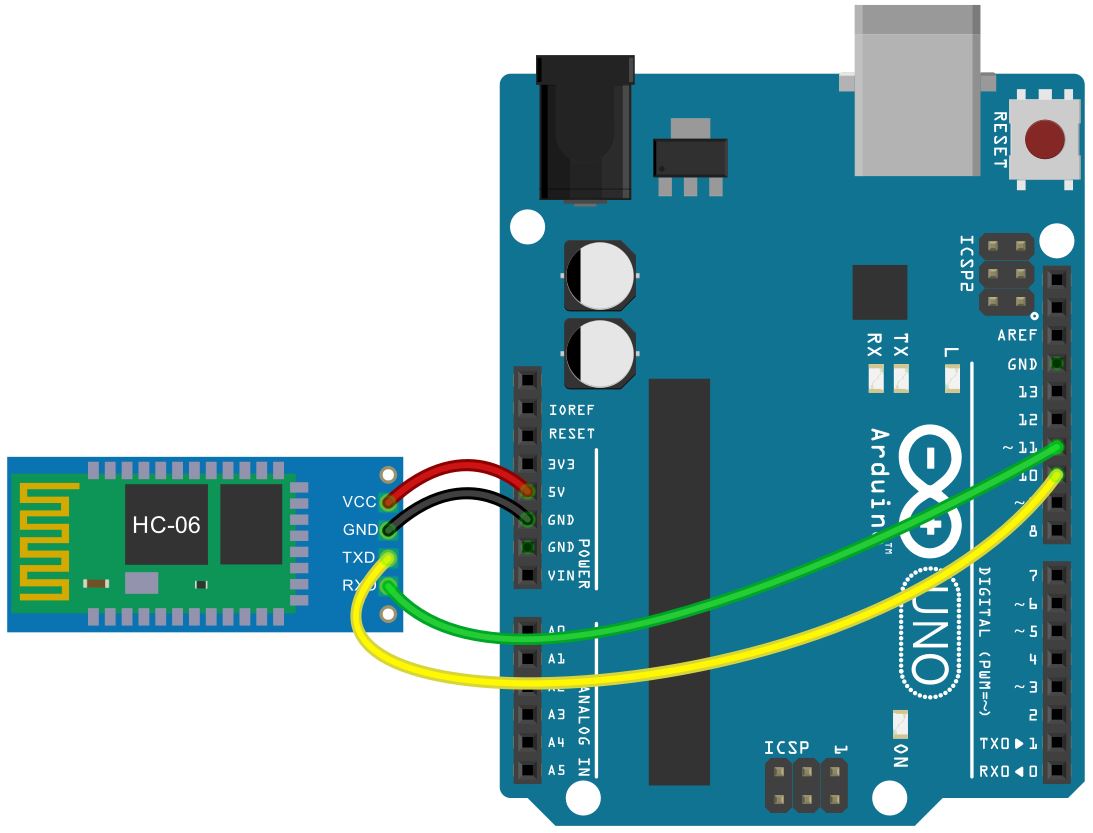 HC-06
VCC
GND
TXD
RXD
IOREF
RESET
3V3
5V
GND
GND
VIN
POWER
A0
A1
A2
A3
A4
A5
ANALOG IN
RESET
ICSP2
RX
TX
L
Arduino™
UNO
ON
ICSP
1
AREF
GND
13
12
~11
10
~
8
7
~6
~5
4
~3
2
TX0▶1
RX0◀0
DIGITAL (PWM=~)